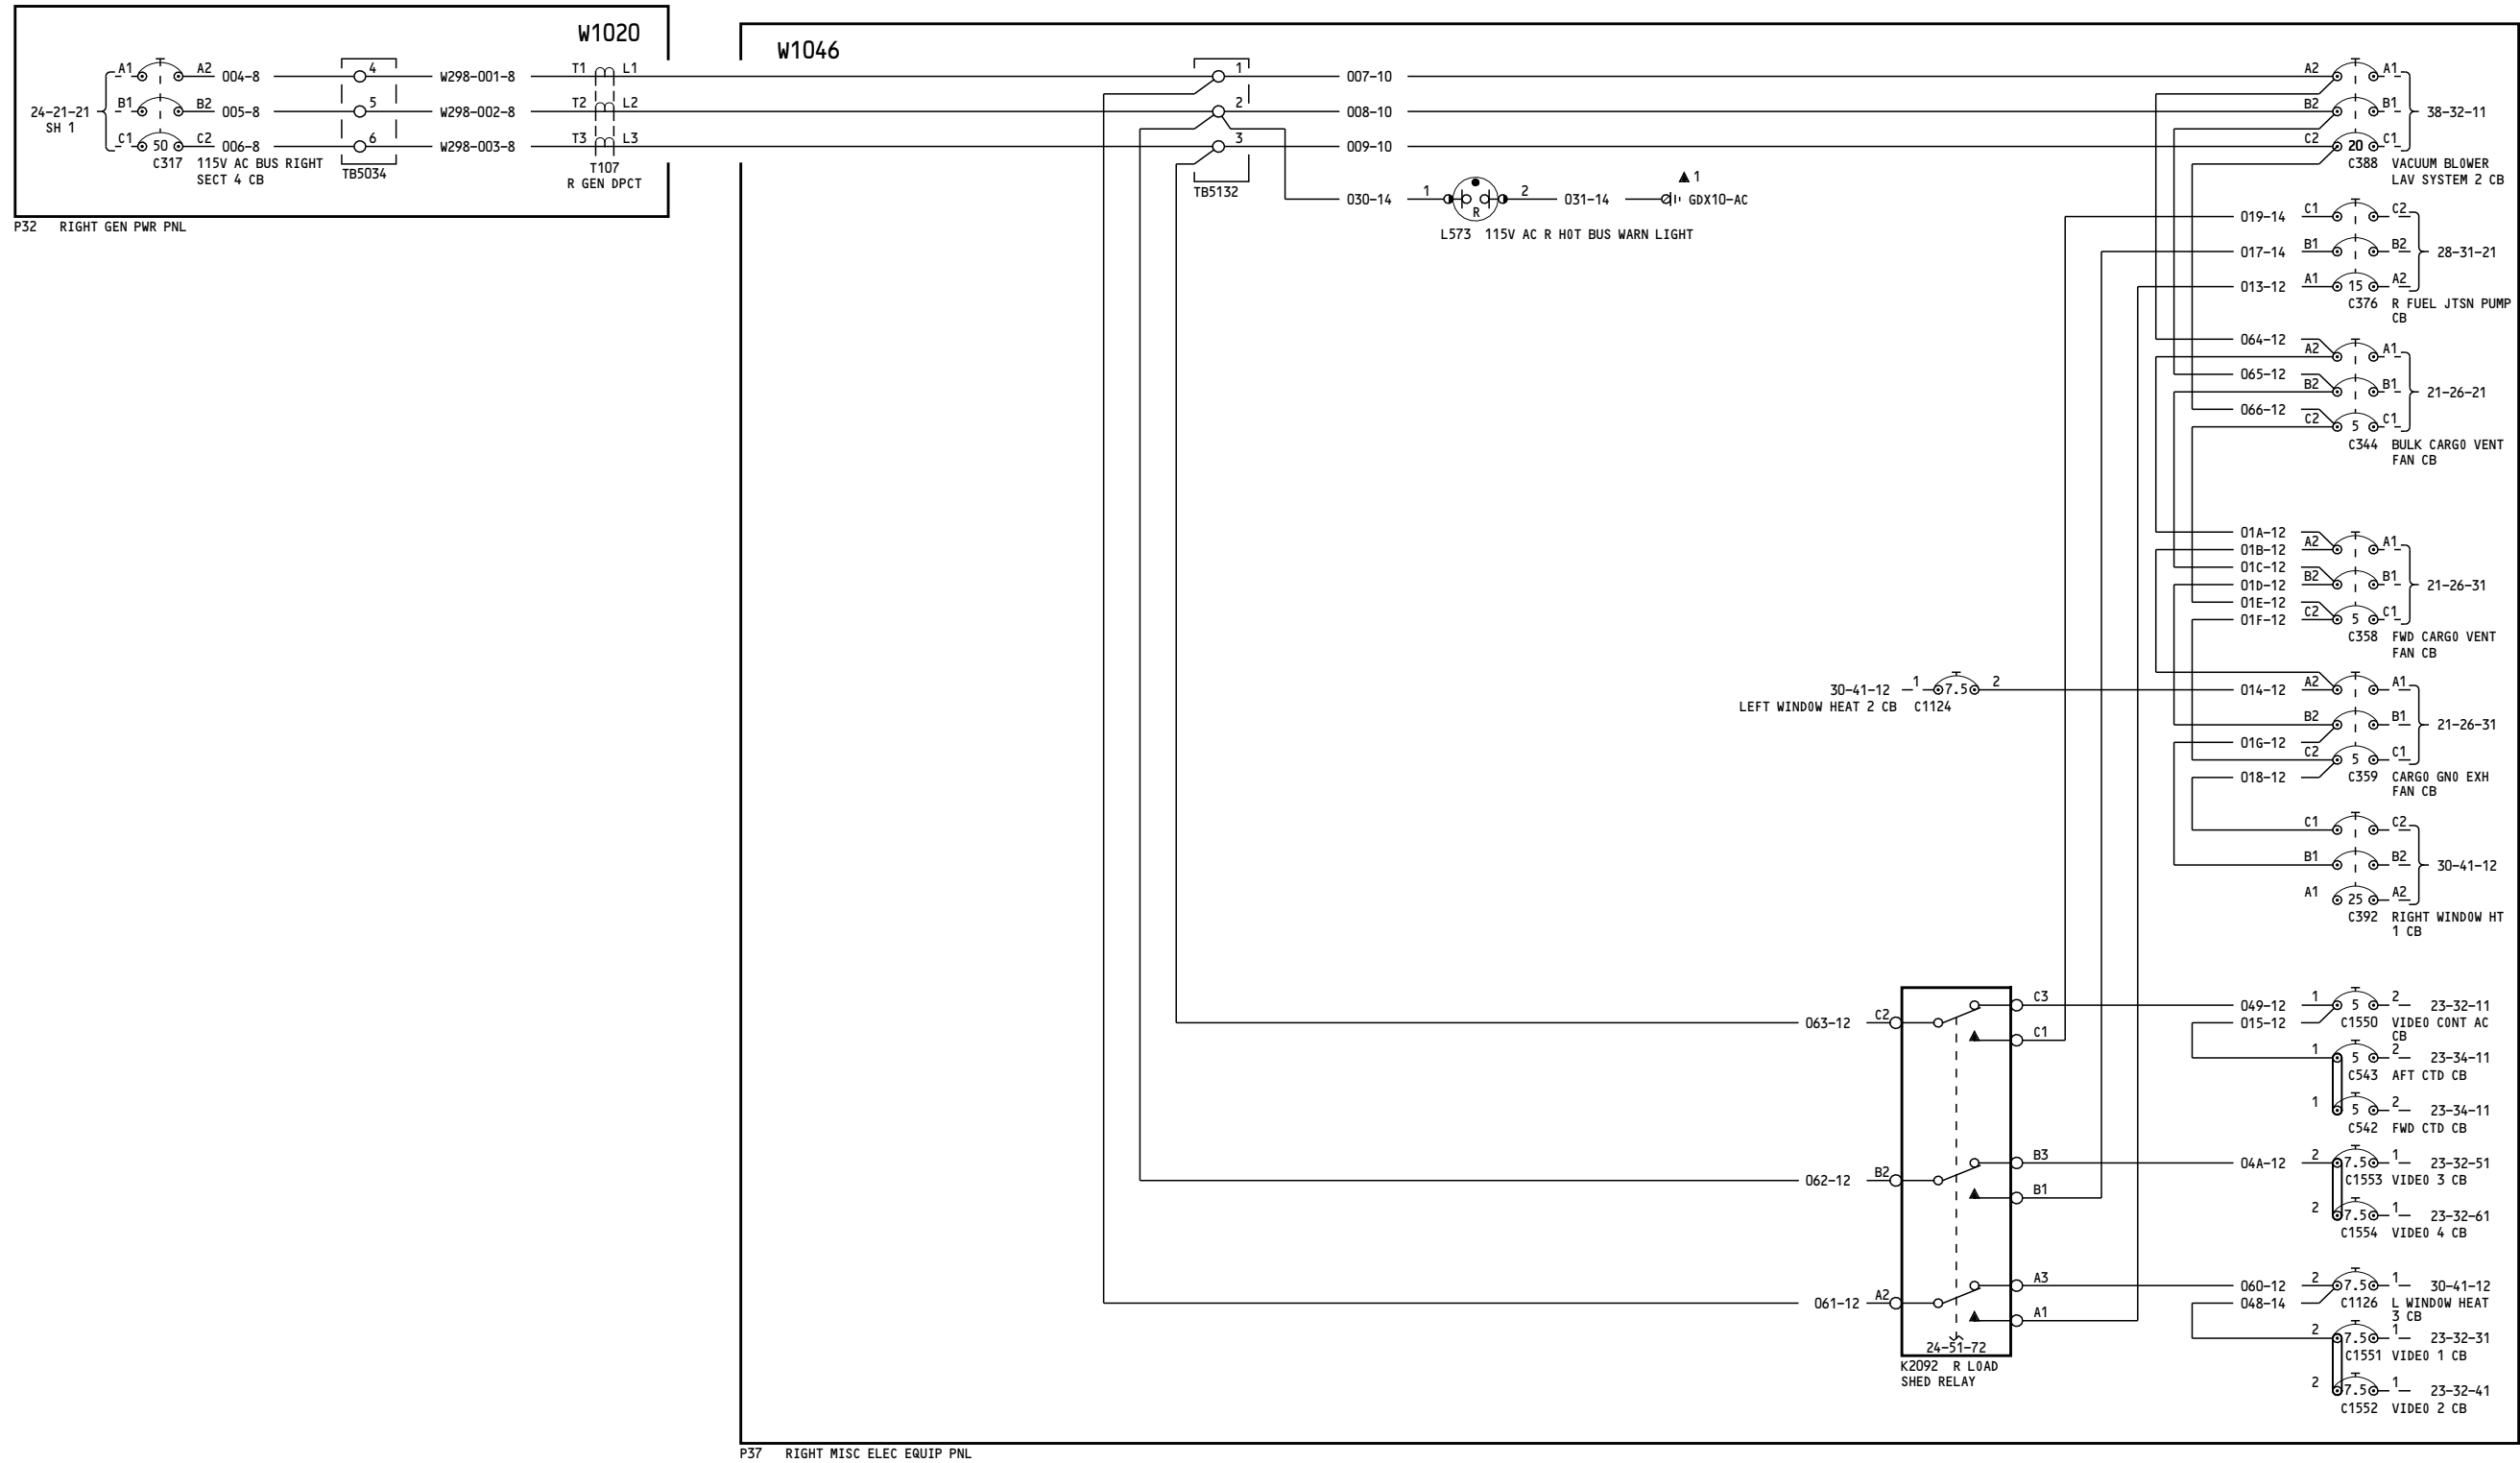 W1020
A1 A2 004-8 4 W298-001-8 T1 L1
24-21-21
SH 1
B1 B2 005-8 5 W298-002-8 T2 L2
C1 50 C2 006-8 6 W298-003-8 T3 L3
C317 115V AC BUS RIGHT
SECT 4 CB
TB5034
T107
R GEN DPCT
P32 RIGHT GEN PWR PNL
W1046
1 007-10 A2 A1
2 008-10 B2 B1 38-32-11
3 009-10 C2 20 C1
TB5132
C388 VACUUM BLOWER
LAV SYSTEM 2 CB
030-14 1 R 2 031-14 GDX10-AC
▲ 1
L573 115V AC R HOT BUS WARN LIGHT
019-14 C1 C2
017-14 B1 B2 28-31-21
013-12 A1 15 A2
C376 R FUEL JTSN PUMP
CB
064-12
A2 A1
065-12
B2 B1 21-26-21
066-12
C2 5 C1
C344 BULK CARGO VENT
FAN CB
01A-12
01B-12 A2 A1
01C-12
01D-12 B2 B1 21-26-31
01E-12
01F-12 C2 5 C1
C358 FWD CARGO VENT
FAN CB
30-41-12 1 7.5 2 014-12 A2 A1
LEFT WINDOW HEAT 2 CB C1124
B2 B1 21-26-31
01G-12
C2 5 C1
018-12
C359 CARGO GND EXH
FAN CB
C1 C2
B1 B2 30-41-12
A1 25 A2
C392 RIGHT WINDOW HT
1 CB
C3 049-12 1 5 2 23-32-11
063-12 C2 015-12 C1550 VIDEO CONT AC
CB
C1
1 5 2 23-34-11
C543 AFT CTD CB
1 5 2 23-34-11
C542 FWD CTD CB
B3 04A-12 2 7.5 1 23-32-51
062-12 B2 C1553 VIDEO 3 CB
B1
2 7.5 1 23-32-61
C1554 VIDEO 4 CB
A3 060-12 2 7.5 1 30-41-12
061-12 A2 048-14 C1126 L WINDOW HEAT
3 CB
A1
2 7.5 1 23-32-31
24-51-72
C1551 VIDEO 1 CB
K2092 R LOAD
SHED RELAY
2 7.5 1 23-32-41
C1552 VIDEO 2 CB
P37 RIGHT MISC ELEC EQUIP PNL